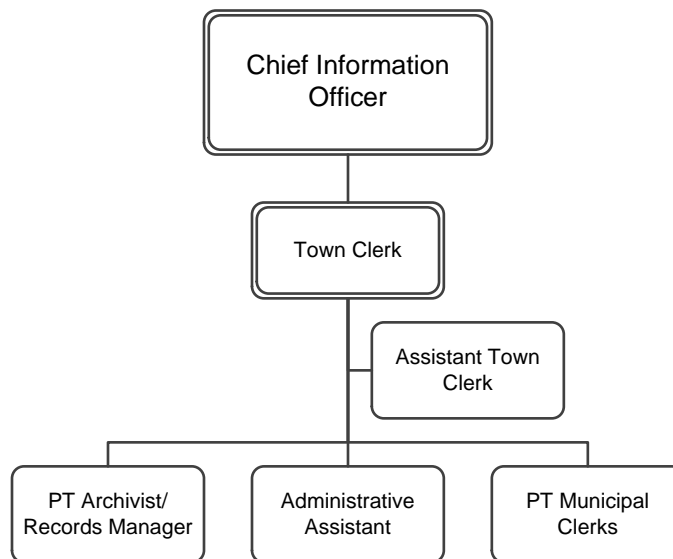 Chief Information
Officer
Town Clerk
Assistant Town
Clerk
PT Archivist/
Records Manager
Administrative
Assistant
PT Municipal
Clerks